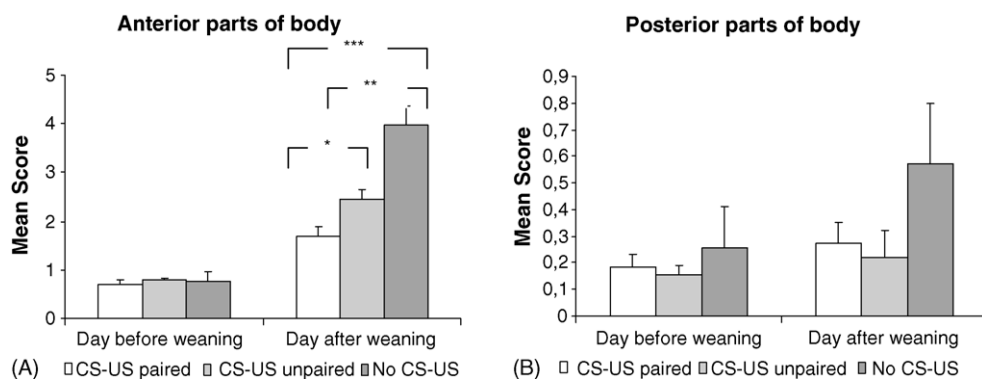 Anterior parts of body
***
5
**
4
*
3
2
1
0
Mean Score
Day before weaning
Day after weaning
(A)
CS-US paired
CS-US unpaired
No CS-US
Posterior parts of body
0,9
0,8
0,7
0,6
0,5
0,4
0,3
0,2
0,1
0
Mean Score
Day before weaning
Day after weaning
(B)
CS-US paired
CS-US unpaired
No CS-US